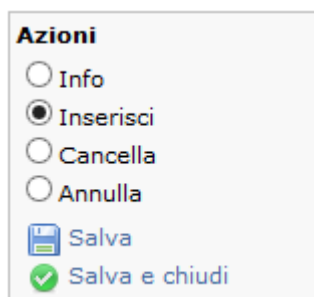 Azioni
Info
Inserisci
Cancella
Annulla
Salva
Salva e chiudi